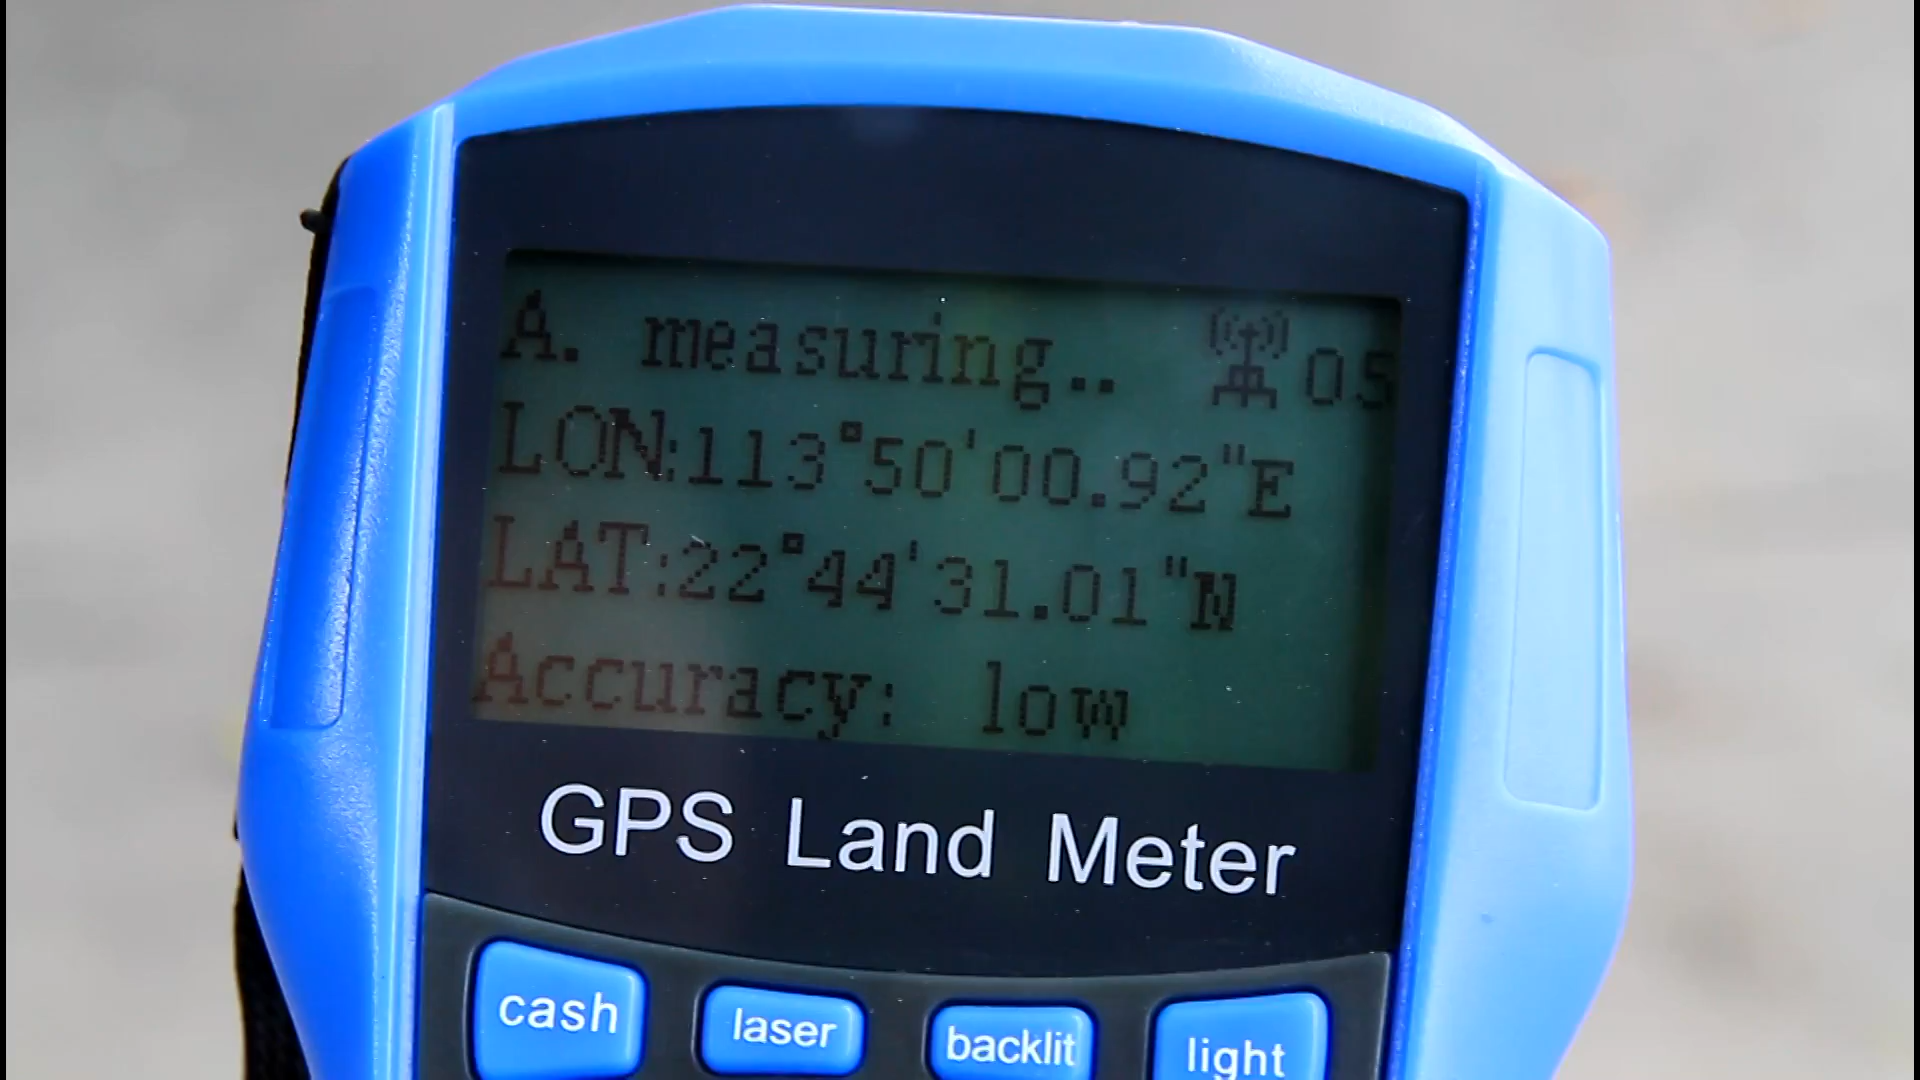 A. measuring.. 05
LON:113°50'00.92"E
LAT:22°44'31.01"N
Accuracy: low
GPS Land Meter
cash laser backlit light